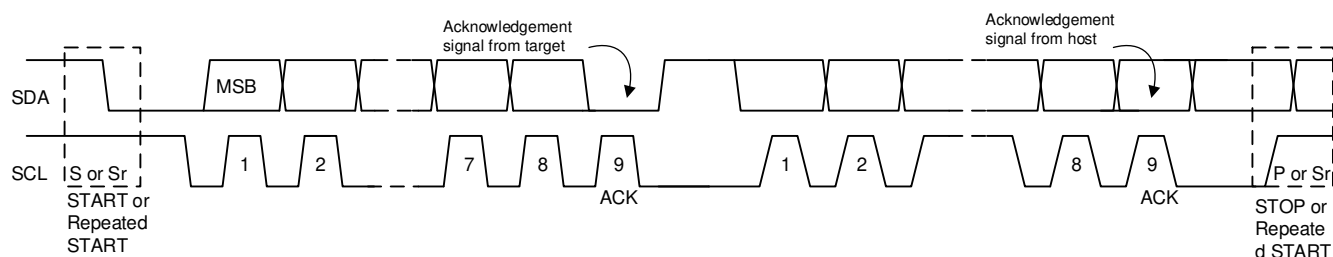 Acknowledgement
signal from target
Acknowledgement
signal from host
SDA
MSB
SCL
S or Sr
1
2
7
8
9
1
2
8
9
P or Sr
ACK
ACK
START or
Repeated
START
STOP or
Repeate
d START